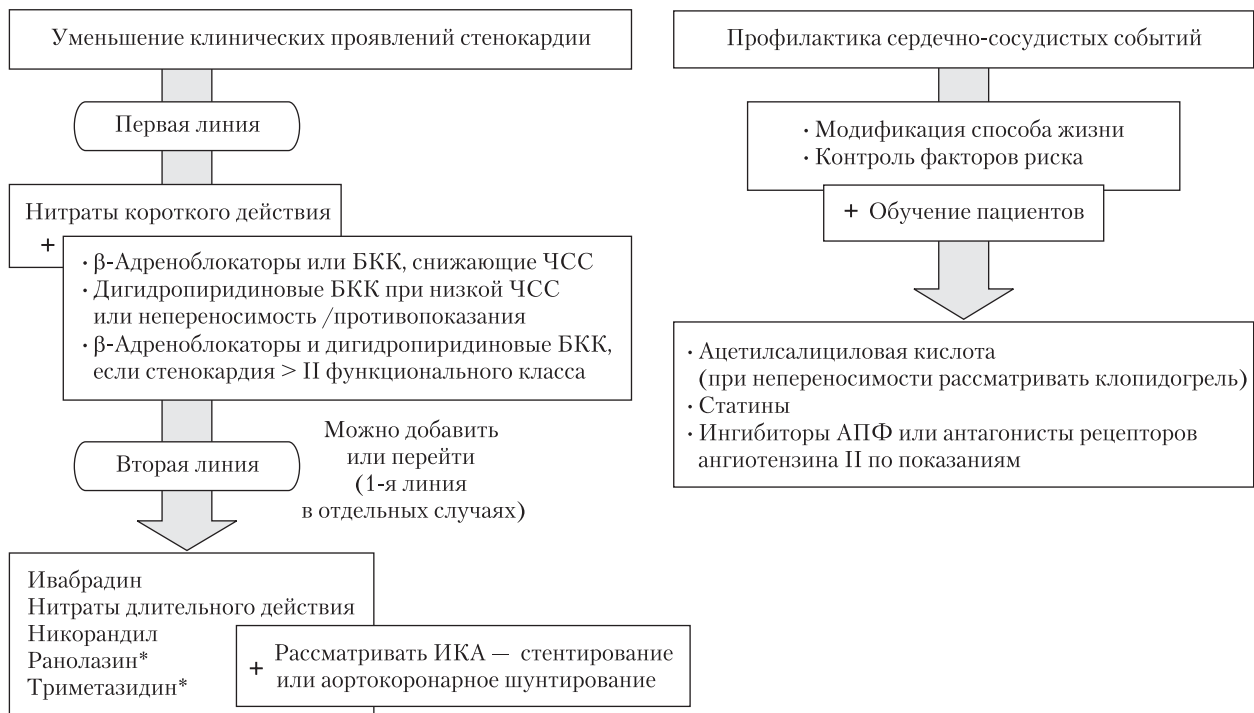 Уменьшение клинических проявлений стенокардии
Первая линия
Нитраты короткого действия
+
· β-Адреноблокаторы или БКК, снижающие ЧСС
· Дигидропиридиновые БКК при низкой ЧСС
или непереносимость /противопоказания
· β-Адреноблокаторы и дигидропиридиновые БКК,
если стенокардия > II функционального класса
Вторая линия
Можно добавить
или перейти
(1-я линия
в отдельных случаях)
Ивабрадин
Нитраты длительного действия
Никорандил
Ранолазин*
Триметазидин*
+ Рассматривать ИКА — стентирование
или аортокоронарное шунтирование
Профилактика сердечно-сосудистых событий
· Модификация способа жизни
· Контроль факторов риска
+ Обучение пациентов
· Ацетилсалициловая кислота
(при непереносимости рассматривать клопидогрель)
· Статины
· Ингибиторы АПФ или антагонисты рецепторов
ангиотензина II по показаниям